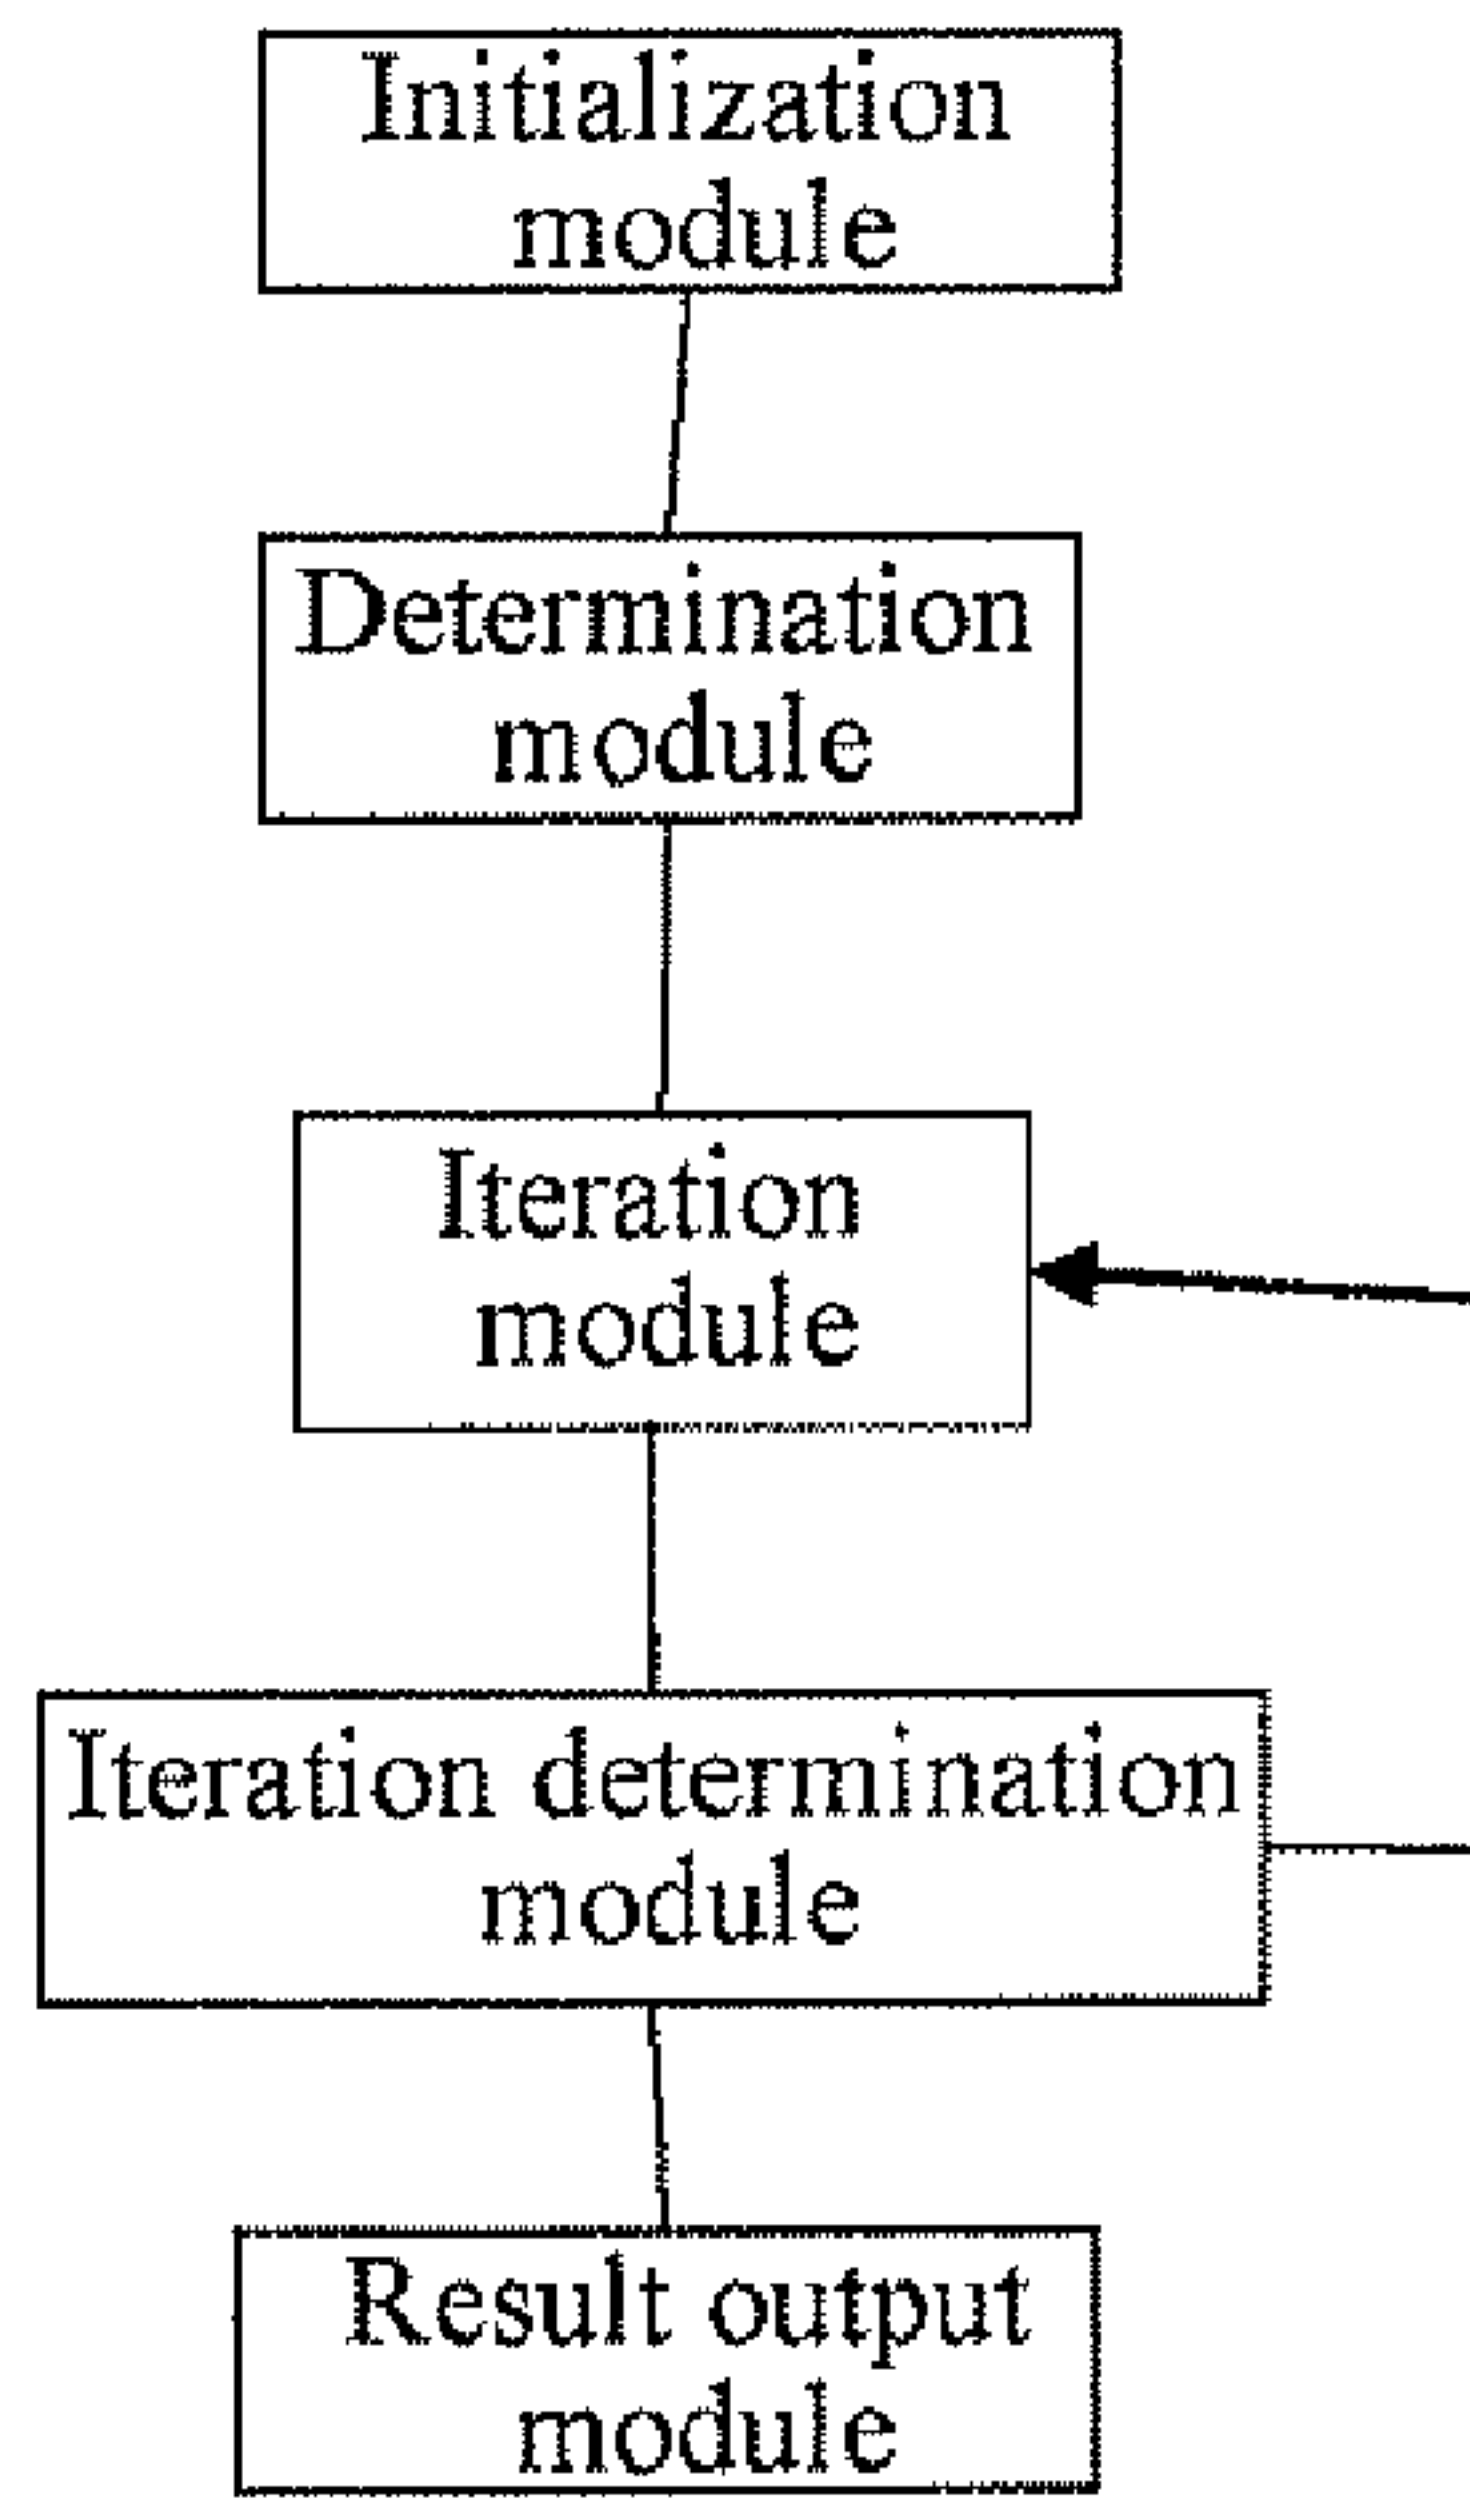 Initialization
module
Determination
module
Iteration
module
Iteration determination
module
Result output
module